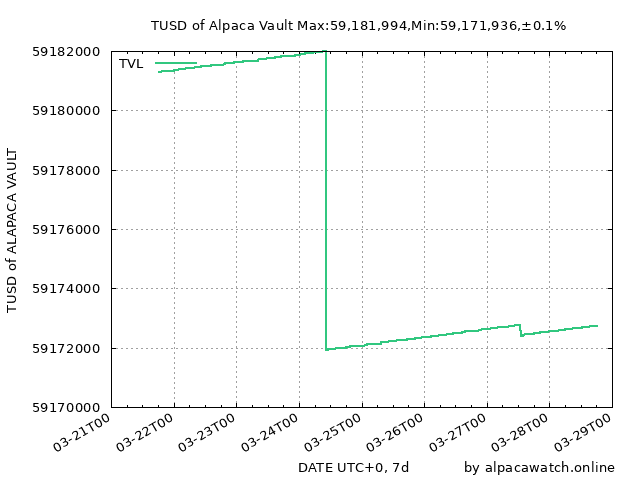 TUSD of Alpaca Vault Max:59,181,994,Min:59,171,936,±0.1%
TVL
59182000
59180000
59178000
59176000
59174000
59172000
59170000
TUSD of ALAPACA VAULT
03-21T00
03-22T00
03-23T00
03-24T00
03-25T00
03-26T00
03-27T00
03-28T00
03-29T00
DATE UTC+0, 7d
by alpacawatch.online